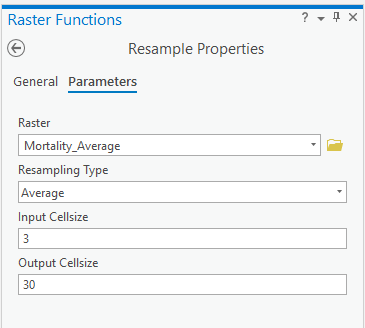 Raster Functions ?
Resample Properties
General Parameters
Raster
Mortality_Average
Resampling Type
Average
Input Cellsize
3
Output Cellsize
30